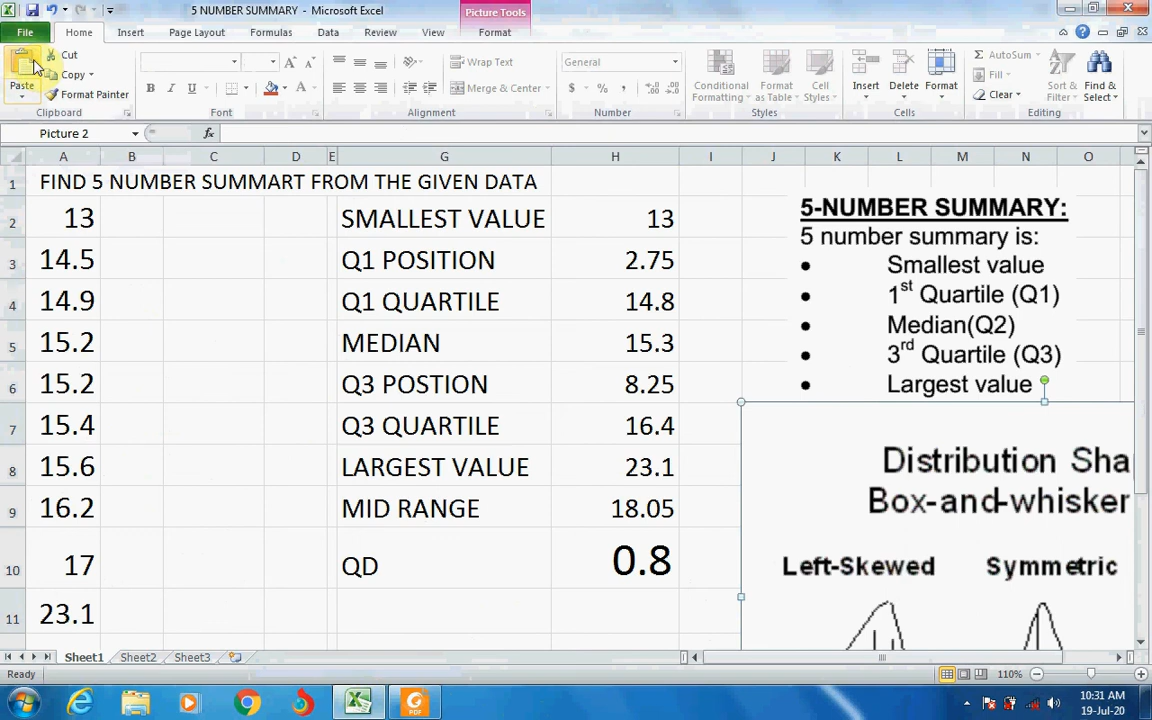 5 NUMBER SUMMARY - Microsoft Excel
Picture Tools
File
Home
Insert
Page Layout
Formulas
Data
Review
View
Format
Paste
Cut
Copy
Format Painter
Clipboard
B I U
A
Font
Wrap Text
Merge & Center
Alignment
General
$ % ,
Number
Conditional Formatting
Format as Table
Cell Styles
Styles
Insert
Delete
Format
Cells
Σ AutoSum
Fill
Clear
Sort & Filter
Find & Select
Editing
Picture 2
fx
A B C D E G H I J K L M N O
1 FIND 5 NUMBER SUMMART FROM THE GIVEN DATA
2 13 SMALLEST VALUE 13
3 14.5 Q1 POSITION 2.75
4 14.9 Q1 QUARTILE 14.8
5 15.2 MEDIAN 15.3
6 15.2 Q3 POSTION 8.25
7 15.4 Q3 QUARTILE 16.4
8 15.6 LARGEST VALUE 23.1
9 16.2 MID RANGE 18.05
10 17 QD 0.8
11 23.1
5-NUMBER SUMMARY:
5 number summary is:
• Smallest value
• 1st Quartile (Q1)
• Median(Q2)
• 3rd Quartile (Q3)
• Largest value
Distribution Sha
Box-and-whisker
Left-Skewed Symmetric
Sheet1 Sheet2 Sheet3
Ready
110%
PDF
10:31 AM
19-Jul-20